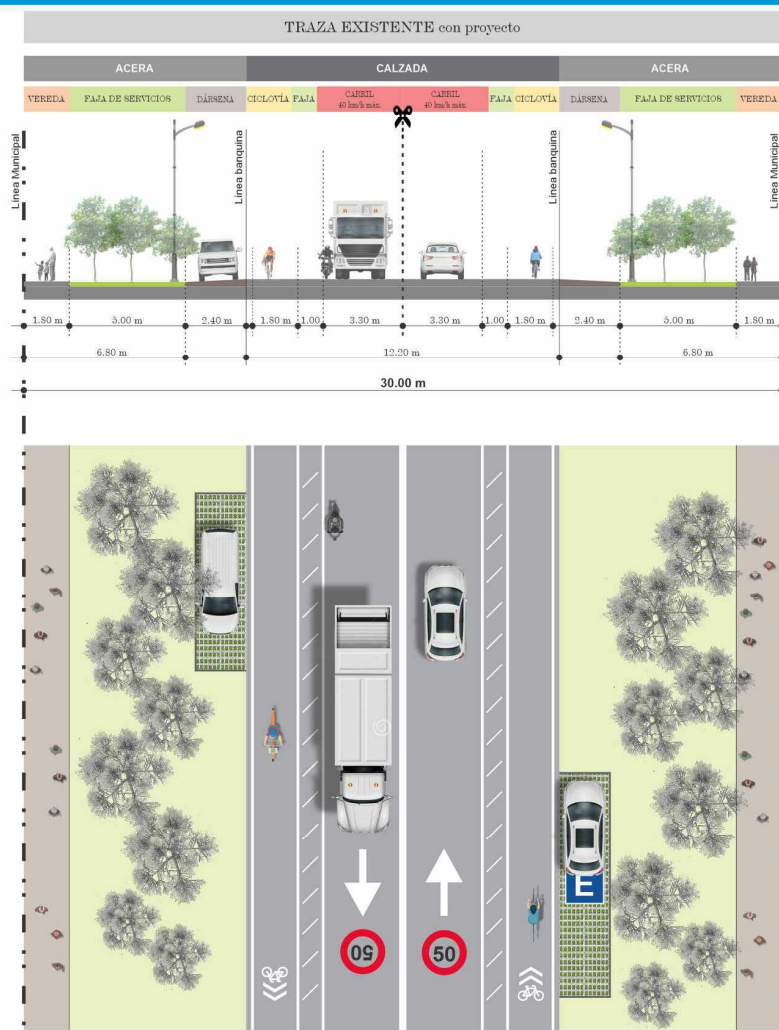 TRAZA EXISTENTE con proyecto
ACERA CALZADA ACERA
VEREDA FAJA DE SERVICIOS DÁRSENA CICLOVÍA FAJA CARRIL CARRIL FAJA CICLOVÍA DÁRSENA FAJA DE SERVICIOS VEREDA
40 km/h máx. 40 km/h máx.
Línea Municipal
Línea banquina
Línea banquina
Línea Municipal
1.80 m 5.00 m 2.40 m 1.80 m 1.00 3.30 m 3.30 m 1.00 1.80 m 2.40 m 5.00 m 1.80 m
6.80 m 12.20 m 6.80 m
30.00 m
E
50 50